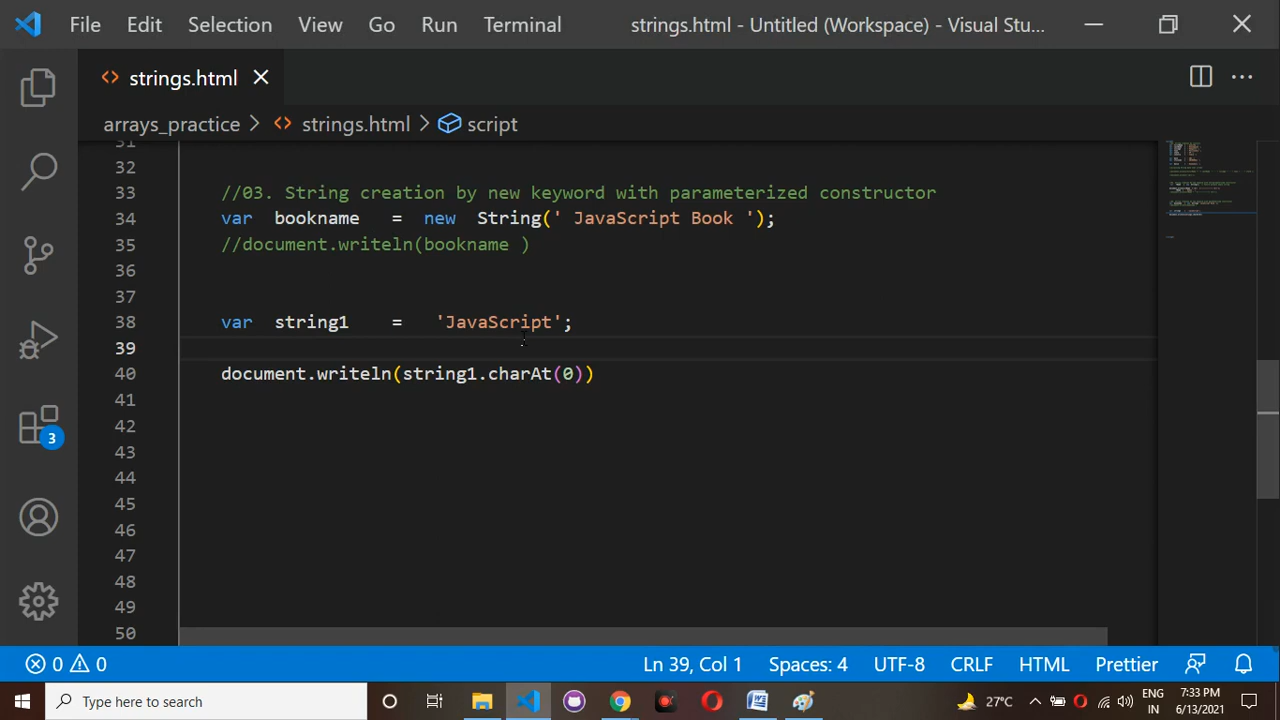 File Edit Selection View Go Run Terminal strings.html - Untitled (Workspace) - Visual Stu...
strings.html
arrays_practice > strings.html > script
31
32
33 //03. String creation by new keyword with parameterized constructor
34 var bookname = new String(' JavaScript Book ');
35 //document.writeln(bookname )
36
37
38 var string1 = 'JavaScript';
39
40 document.writeln(string1.charAt(0))
41
42
43
44
45
46
47
48
49
50
3
0 0 Ln 39, Col 1 Spaces: 4 UTF-8 CRLF HTML Prettier
Type here to search 27°C ENG IN 7:33 PM 6/13/2021